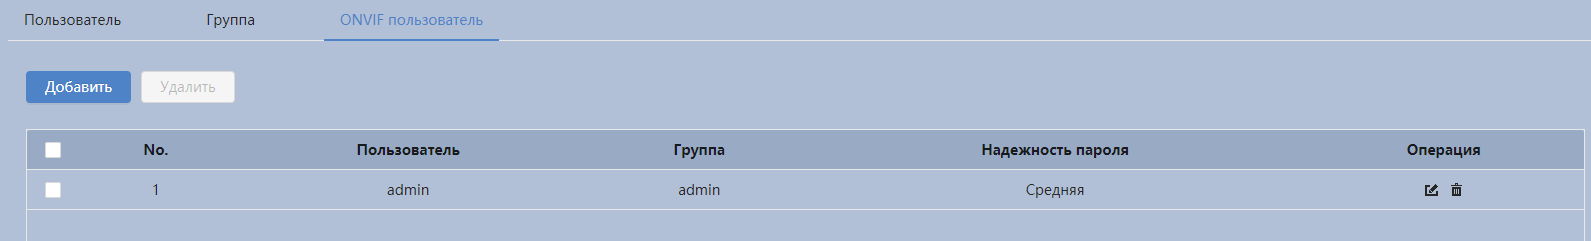 Пользователь Группа ONVIF пользователь
Добавить Удалить
No. Пользователь Группа Надежность пароля Операция
1 admin admin Средняя